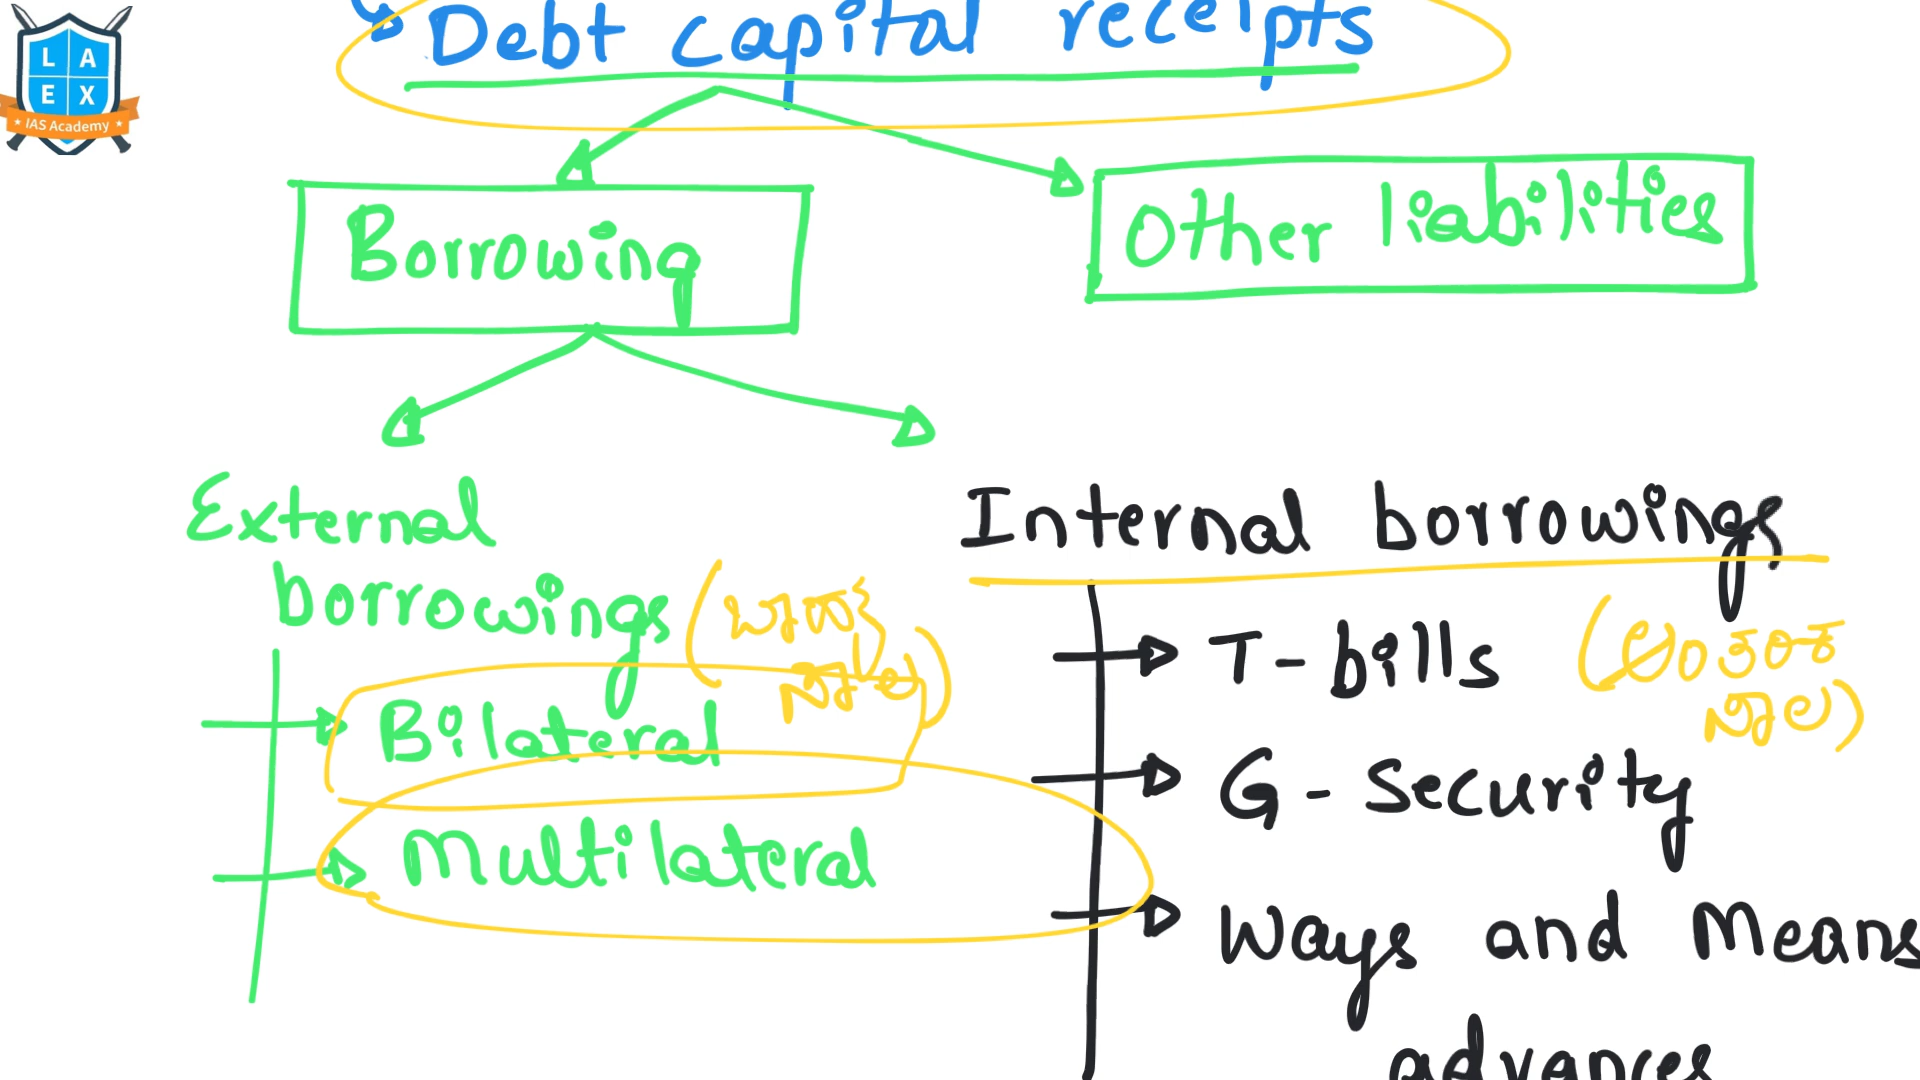 L A
E X
IAS Academy
Debt capital receipts
Borrowing
Other liabilities
External
borrowings (ಬಾಹ್ಯ
ಸಾಲ)
Bilateral
Multilateral
Internal borrowings
T-bills (ಆಂತರಿಕ
ಸಾಲ)
G- Security
Ways and Means
advances